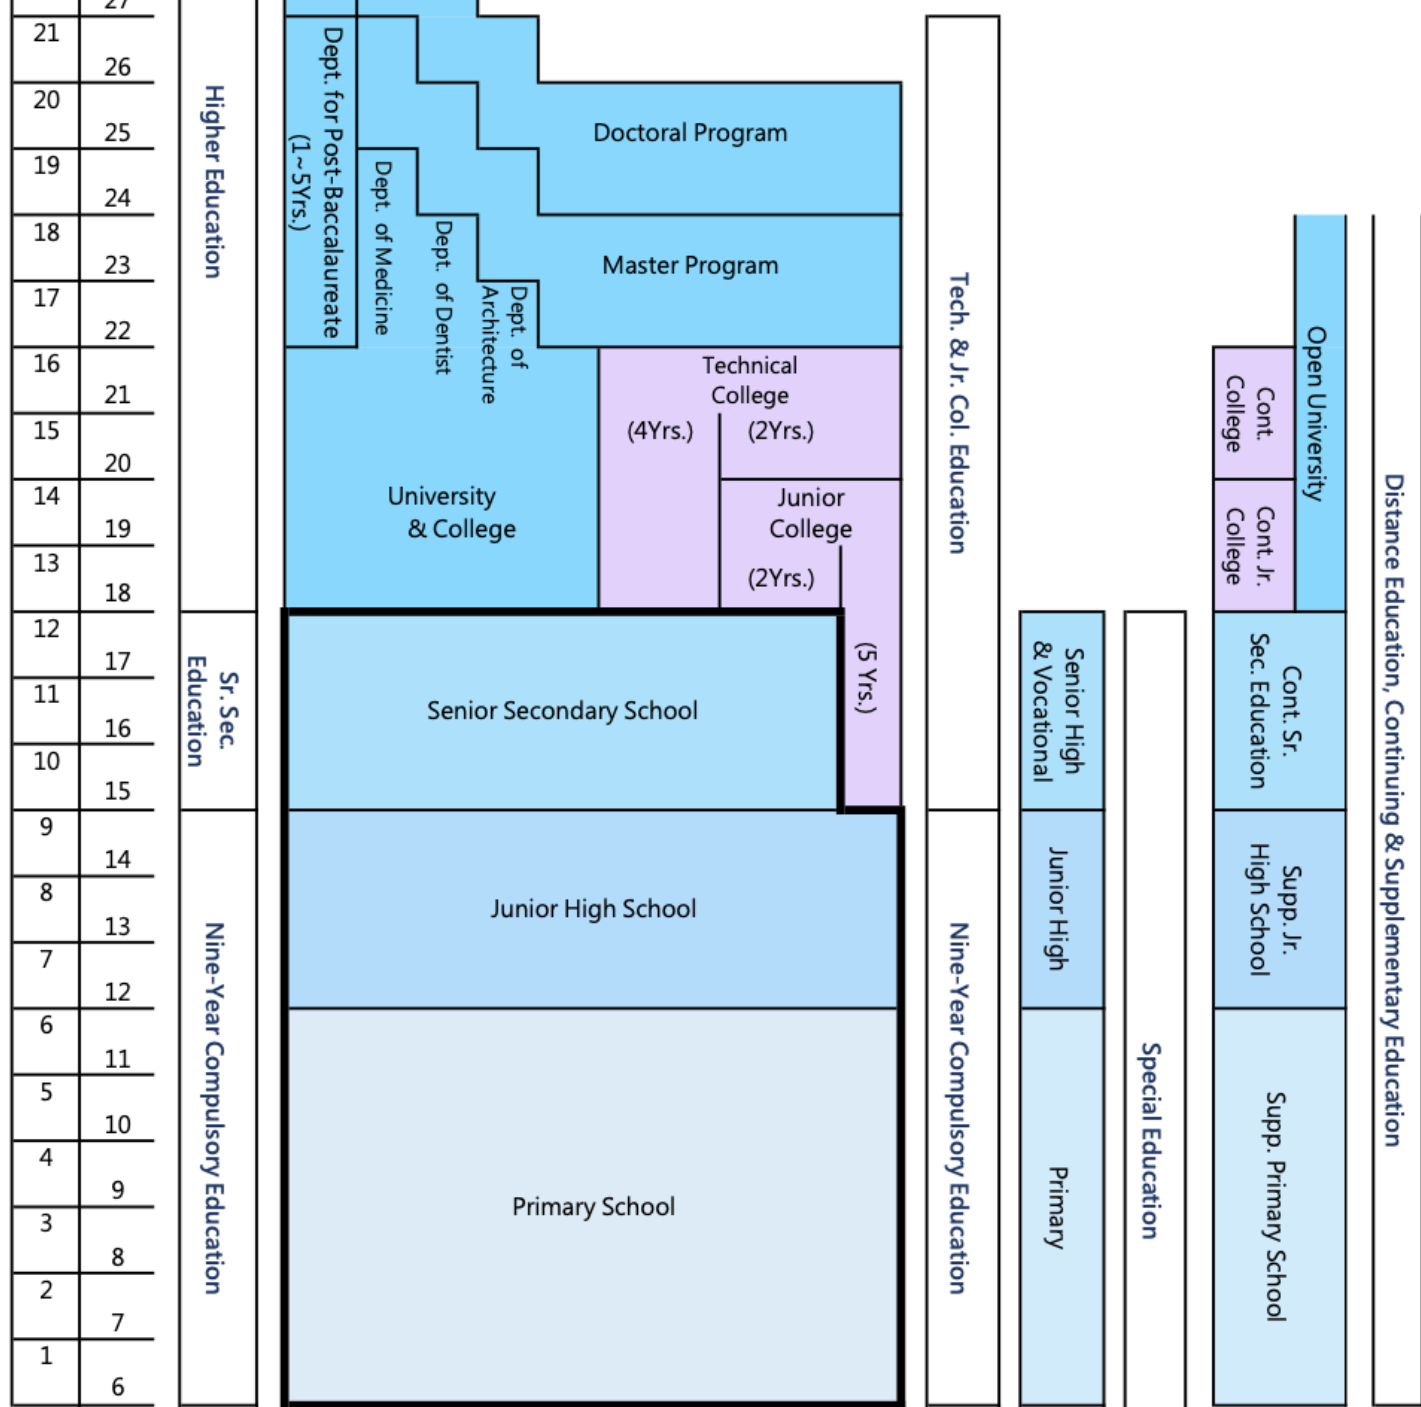 27
21
26
20
25
19
24
18
23
17
22
16
21
15
20
14
19
13
18
12
17
11
16
10
15
9
14
8
13
7
12
6
11
5
10
4
9
3
8
2
7
1
6
Higher Education
Sr. Sec.
Education
Nine-Year Compulsory Education
Dept. for Post-Baccalaureate
(1~5Yrs.)
Dept. of Medicine
Dept. of Dentist
Dept. of
Architecture
Doctoral Program
Master Program
University
& College
Technical
College
(4Yrs.)
(2Yrs.)
Junior
College
(2Yrs.)
(5 Yrs.)
Senior Secondary School
Junior High School
Primary School
Tech. & Jr. Col. Education
Nine-Year Compulsory Education
Senior High
& Vocational
Junior High
Primary
Special Education
Cont.
College
Cont. Jr.
College
Open University
Cont. Sr.
Sec. Education
Supp. Jr.
High School
Supp. Primary School
Distance Education, Continuing & Supplementary Education